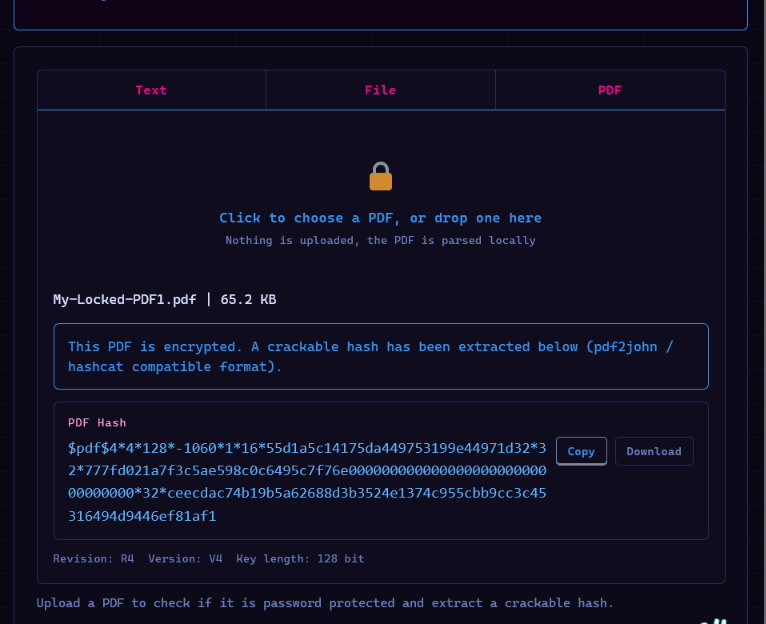 Text
File
PDF
Click to choose a PDF, or drop one here
Nothing is uploaded, the PDF is parsed locally
My-Locked-PDF1.pdf | 65.2 KB
This PDF is encrypted. A crackable hash has been extracted below (pdf2john /
hashcat compatible format).
PDF Hash
$pdf$4*4*128*-1060*1*16*55d1a5c14175da449753199e44971d32*3
2*777fd021a7f3c5ae598c0c6495c7f76e0000000000000000000000000
00000000*32*ceecdac74b19b5a62688d3b3524e1374c955cbb9cc3c45
316494d9446ef81af1
Copy
Download
Revision: R4 Version: V4 Key length: 128 bit
Upload a PDF to check if it is password protected and extract a crackable hash.